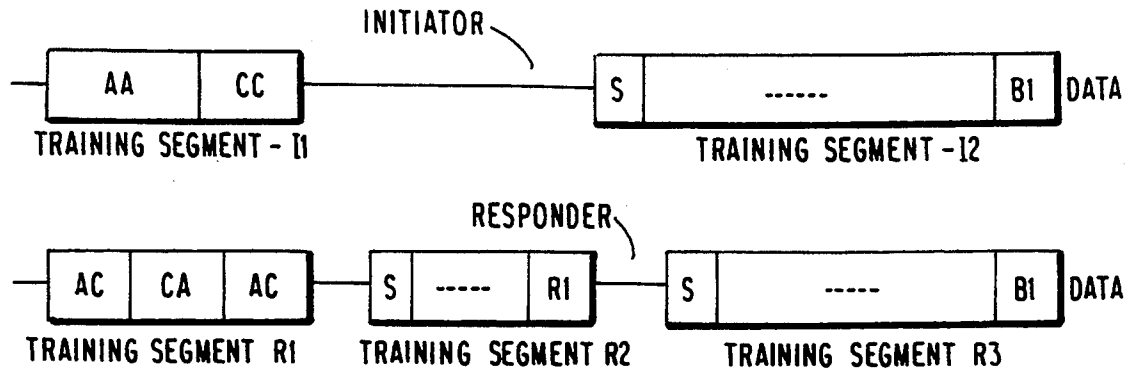 INITIATOR
AA CC S ------ B1 DATA
TRAINING SEGMENT - I1 TRAINING SEGMENT - I2
RESPONDER
AC CA AC S ----- R1 S ----- B1 DATA
TRAINING SEGMENT R1 TRAINING SEGMENT R2 TRAINING SEGMENT R3